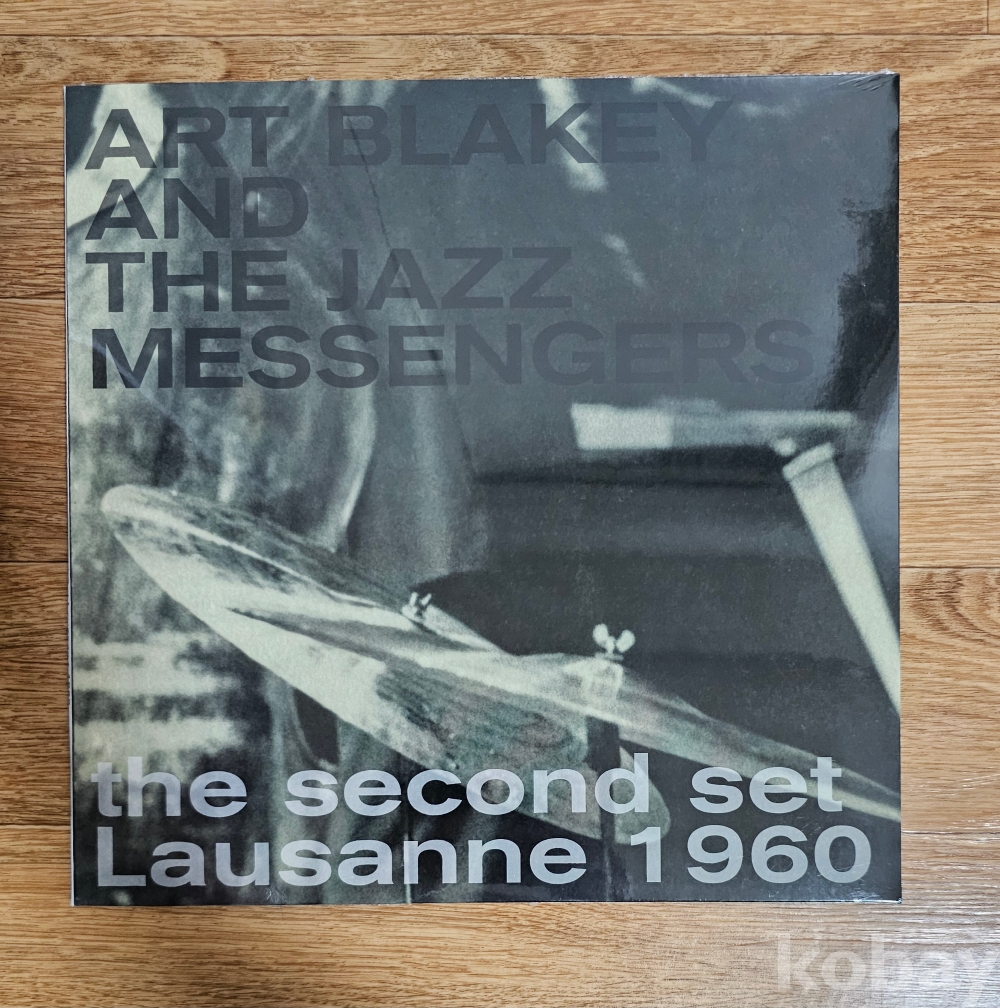 ART BLAKEY
AND
THE JAZZ
MESSENGERS
the second set
Lausanne 1960
kobay